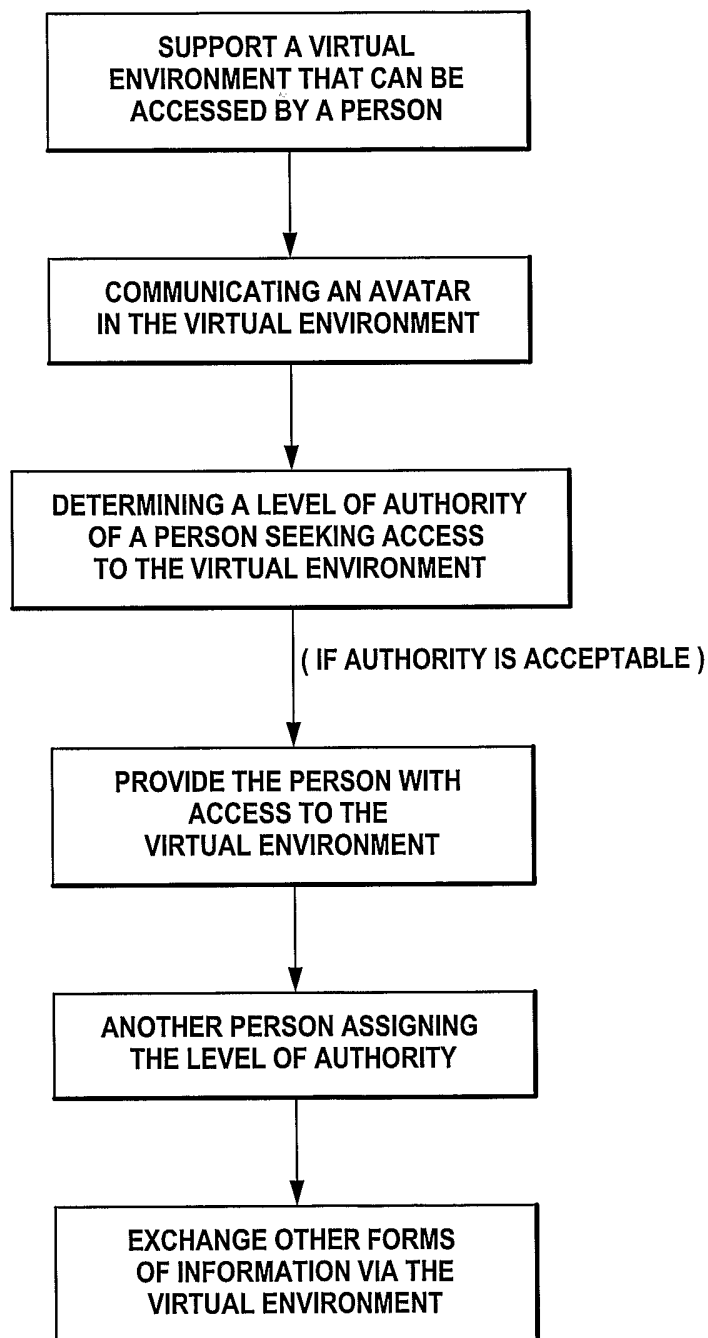 SUPPORT A VIRTUAL
ENVIRONMENT THAT CAN BE
ACCESSED BY A PERSON
COMMUNICATING AN AVATAR
IN THE VIRTUAL ENVIRONMENT
DETERMINING A LEVEL OF AUTHORITY
OF A PERSON SEEKING ACCESS
TO THE VIRTUAL ENVIRONMENT
( IF AUTHORITY IS ACCEPTABLE )
PROVIDE THE PERSON WITH
ACCESS TO THE
VIRTUAL ENVIRONMENT
ANOTHER PERSON ASSIGNING
THE LEVEL OF AUTHORITY
EXCHANGE OTHER FORMS
OF INFORMATION VIA THE
VIRTUAL ENVIRONMENT